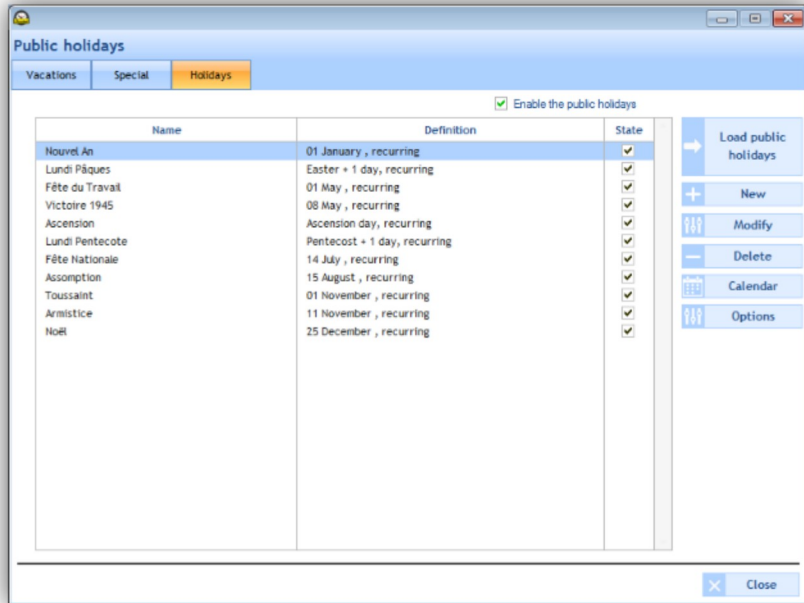 Public holidays
Vacations Special Holidays
Enable the public holidays
Name Definition State
Nouvel An 01 January , recurring
Lundi Pâques Easter + 1 day, recurring
Fête du Travail 01 May , recurring
Victoire 1945 08 May , recurring
Ascension Ascension day, recurring
Lundi Pentecote Pentecost + 1 day, recurring
Fête Nationale 14 July , recurring
Assomption 15 August , recurring
Toussaint 01 November , recurring
Armistice 11 November , recurring
Noël 25 December , recurring
Load public
holidays
New
Modify
Delete
Calendar
Options
Close